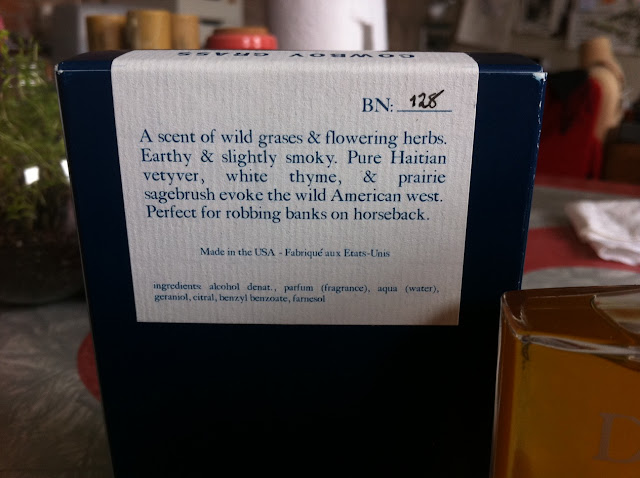 COWBOY GRASS
BN: 128
A scent of wild grases & flowering herbs.
Earthy & slightly smoky. Pure Haitian
vetyver, white thyme, & prairie
sagebrush evoke the wild American west.
Perfect for robbing banks on horseback.
Made in the USA - Fabriqué aux Etats-Unis
ingredients: alcohol denat., parfum (fragrance), aqua (water),
geraniol, citral, benzyl benzoate, farnesol
D